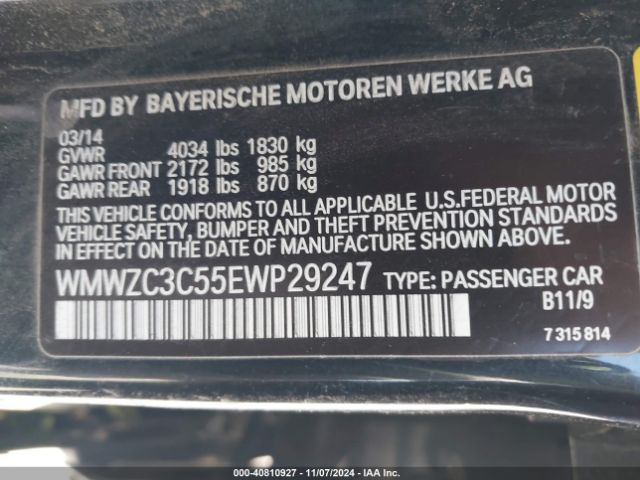 MFD BY BAYERISCHE MOTOREN WERKE AG
03/14
GVWR 4034 lbs 1830 kg
GAWR FRONT 2172 lbs 985 kg
GAWR REAR 1918 lbs 870 kg
THIS VEHICLE CONFORMS TO ALL APPLICABLE U.S.FEDERAL MOTOR
VEHICLE SAFETY, BUMPER AND THEFT PREVENTION STANDARDS
IN EFFECT ON THE DATE OF MANUFACTURE SHOWN ABOVE.
WMWZC3C55EWP29247 TYPE: PASSENGER CAR
B11/9
7 315 814
000-40810927 - 11/07/2024 - IAA Inc.